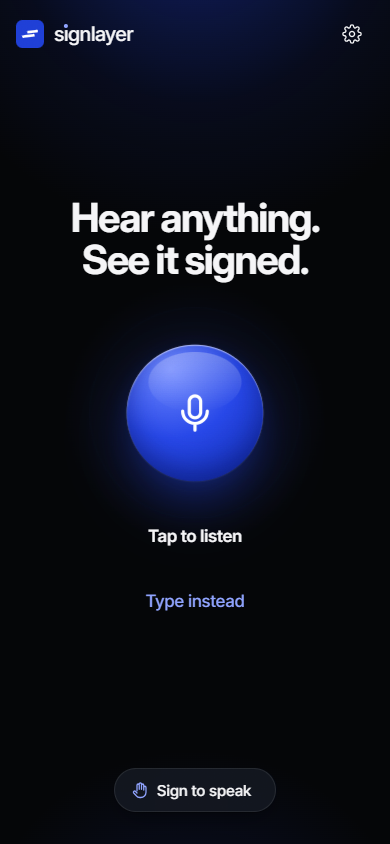 signlayer
Hear anything.
See it signed.
Tap to listen
Type instead
Sign to speak